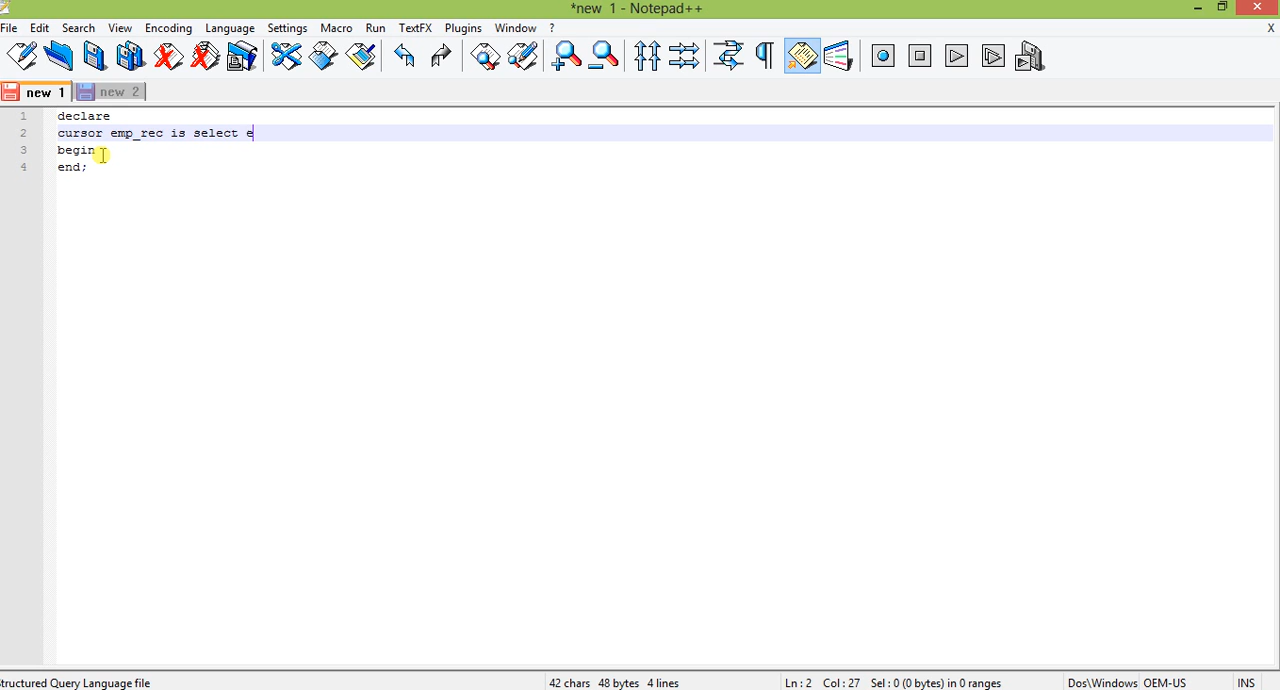 *new 1 - Notepad++
File Edit Search View Encoding Language Settings Macro Run TextFX Plugins Window ? X
new 1 new 2
1 declare
2 cursor emp_rec is select e
3 begin
4 end;
tructured Query Language file 42 chars 48 bytes 4 lines Ln : 2 Col : 27 Sel : 0 (0 bytes) in 0 ranges Dos\Windows OEM-US INS